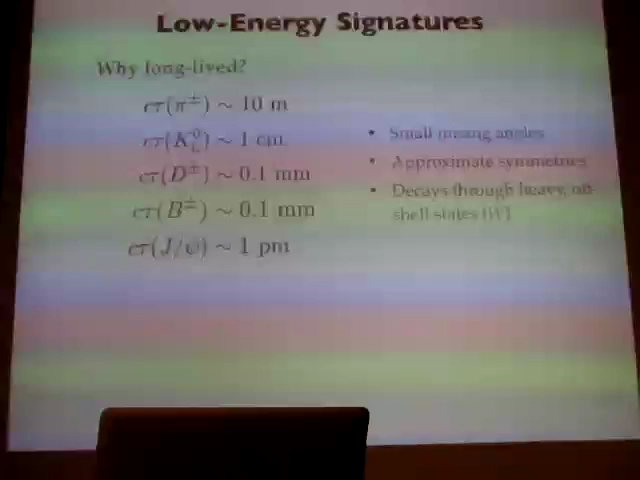 Low-Energy Signatures
Why long-lived?
cτ(π±) ~ 10 m
cτ(K⁰_L) ~ 1 cm
cτ(D±) ~ 0.1 mm
cτ(B±) ~ 0.1 mm
cτ(J/ψ) ~ 1 pm
• Small mixing angles
• Approximate symmetries
• Decays through heavy, off-
shell states (W)